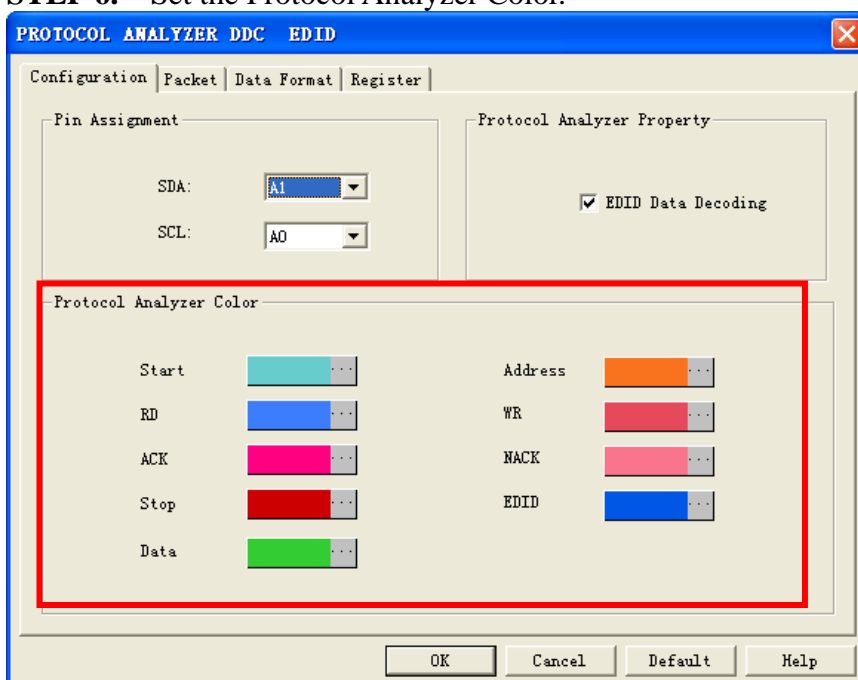 STEP 6. Set the Protocol Analyzer Color.
PROTOCOL ANALYZER DDC EDID
Configuration Packet Data Format Register
Pin Assignment
SDA: A1
SCL: A0
Protocol Analyzer Property
EDID Data Decoding
Protocol Analyzer Color
Start ... Address ...
RD ... WR ...
ACK ... NACK ...
Stop ... EDID ...
Data ...
OK Cancel Default Help